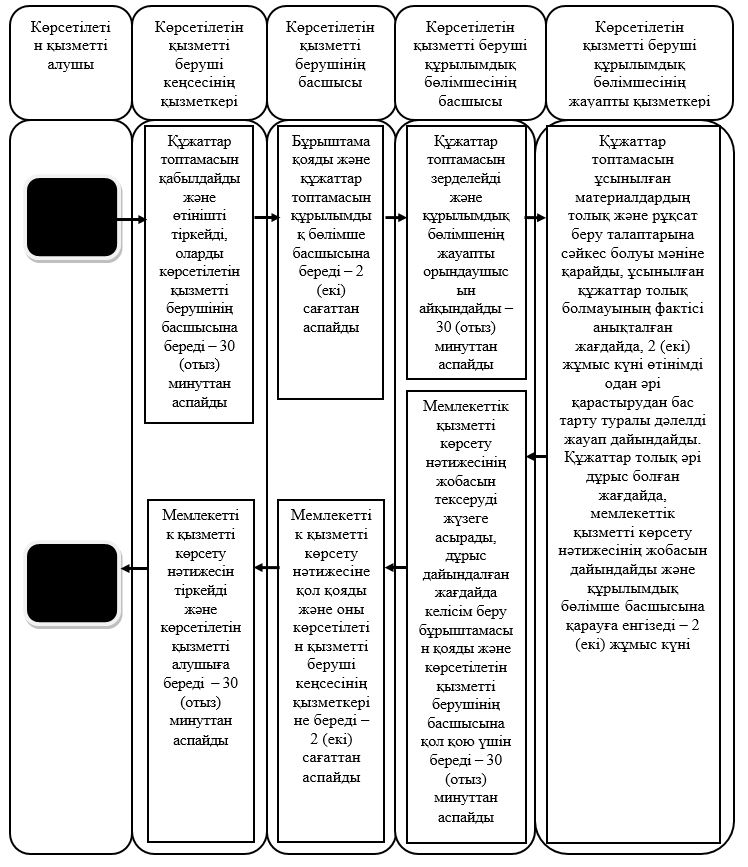 Көрсетілеті
н қызметті
алушы
Көрсетілетін
қызметті
беруші
кеңсесінің
қызметкері
Көрсетілетін
қызметті
берушінің
басшысы
Көрсетілетін
қызметті беруші
құрылымдық
бөлімшесінің
басшысы
Көрсетілетін
қызметті беруші
құрылымдық
бөлімшесінің
жауапты қызметкері
Құжаттар
топтамасын
қабылдайды
және
өтінішті
тіркейді,
оларды
көрсетілетін
қызметті
берушінің
басшысына
береді – 30
(отыз)
минуттан
аспайды
Бұрыштама
қояды және
құжаттар
топтамасын
құрылымды
қ бөлімше
басшысына
береді – 2
(екі)
сағаттан
аспайды
Құжаттар
топтамасын
зерделейді
және
құрылымдық
бөлімшенің
жауапты
орындаушыс
ын
айқындайды –
30 (отыз)
минуттан
аспайды
Құжаттар
топтамасын
ұсынылған
материалдардың
толық және рұқсат
беру талаптарына
сәйкес болуы мәніне
қарайды, ұсынылған
құжаттар толық
болмауының фактісі
анықталған
жағдайда, 2 (екі)
жұмыс күні өтінімді
одан әрі
қарастырудан бас
тарту туралы дәлелді
жауап дайындайды.
Құжаттар толық әрі
дұрыс болған
жағдайда,
мемлекеттік
қызметті көрсету
нәтижесінің жобасын
дайындайды және
құрылымдық
бөлімше басшысына
қарауға енгізеді – 2
(екі) жұмыс күні
Мемлекеттік
қызметті
көрсету
нәтижесінің
жобасын
тексеруді
жүзеге
асырады,
дұрыс
дайындалған
жағдайда
келісім беру
бұрыштамасы
н қояды және
көрсетілетін
қызметті
берушінің
басшысына
қол қою үшін
береді – 30
(отыз)
минуттан
аспайды
Мемлекетті
к қызметті
көрсету
нәтижесіне
қол қояды
және оны
көрсетілеті
н қызметті
беруші
кеңсесінің
қызметкері
не береді –
2 (екі)
сағаттан
аспайды
Мемлекетті
к қызметті
көрсету
нәтижесін
тіркейді
және
көрсетілетін
қызметті
алушыға
береді – 30
(отыз)
минуттан
аспайды